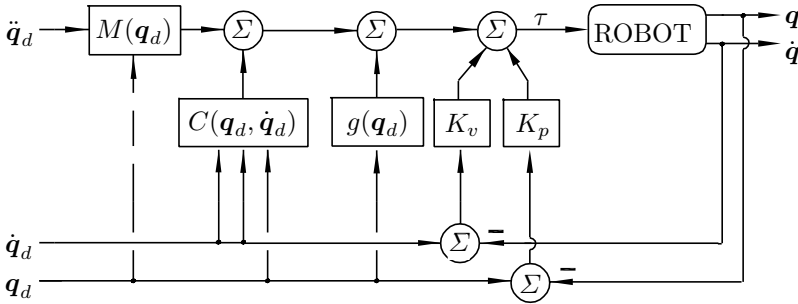 q̈_d M(q_d) Σ Σ Σ τ ROBOT q
q̇
C(q_d, q̇_d) g(q_d) K_v K_p
q̇_d Σ −
q_d Σ −